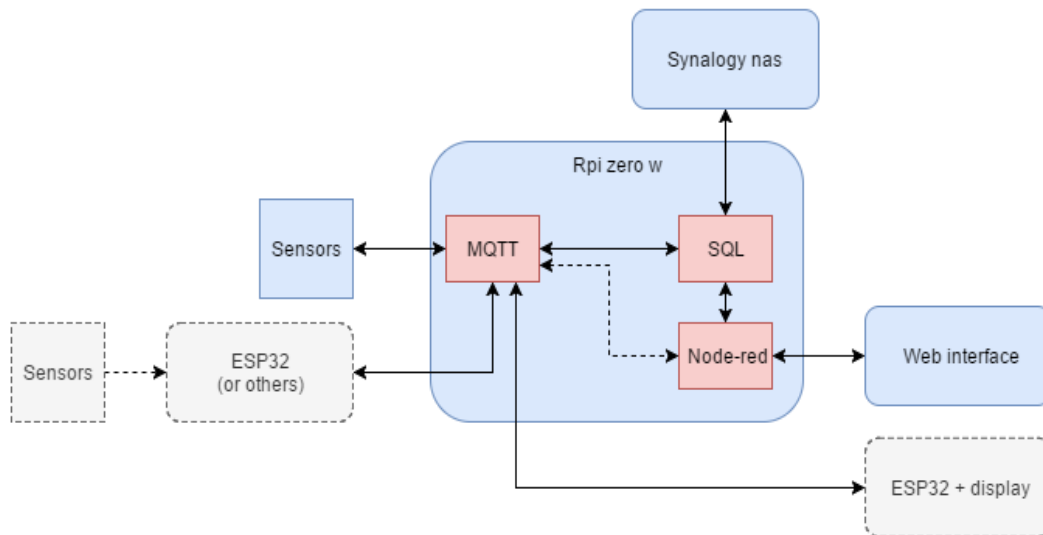 Synalogy nas
Rpi zero w
Sensors
MQTT
SQL
Sensors
ESP32
(or others)
Node-red
Web interface
ESP32 + display